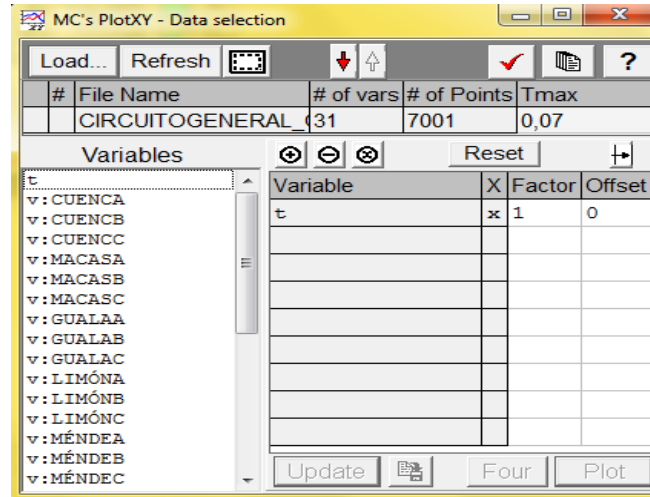 MC's PlotXY - Data selection
Load... Refresh ?
# File Name # of vars # of Points Tmax
CIRCUITOGENERAL_ 31 7001 0,07
Variables Reset
Variable X Factor Offset
t x 1 0
t
v:CUENCA
v:CUENCB
v:CUENCC
v:MACASA
v:MACASB
v:MACASC
v:GUALAA
v:GUALAB
v:GUALAC
v:LIMÓNA
v:LIMÓNB
v:LIMÓNC
v:MÉNDEA
v:MÉNDEB
v:MÉNDEC
Update Four Plot